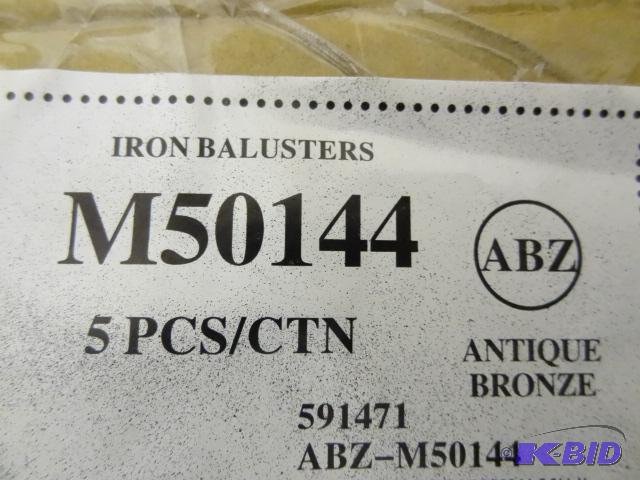 IRON BALUSTERS
M50144
ABZ
5 PCS/CTN
ANTIQUE
BRONZE
591471
ABZ-M50144
K-BID